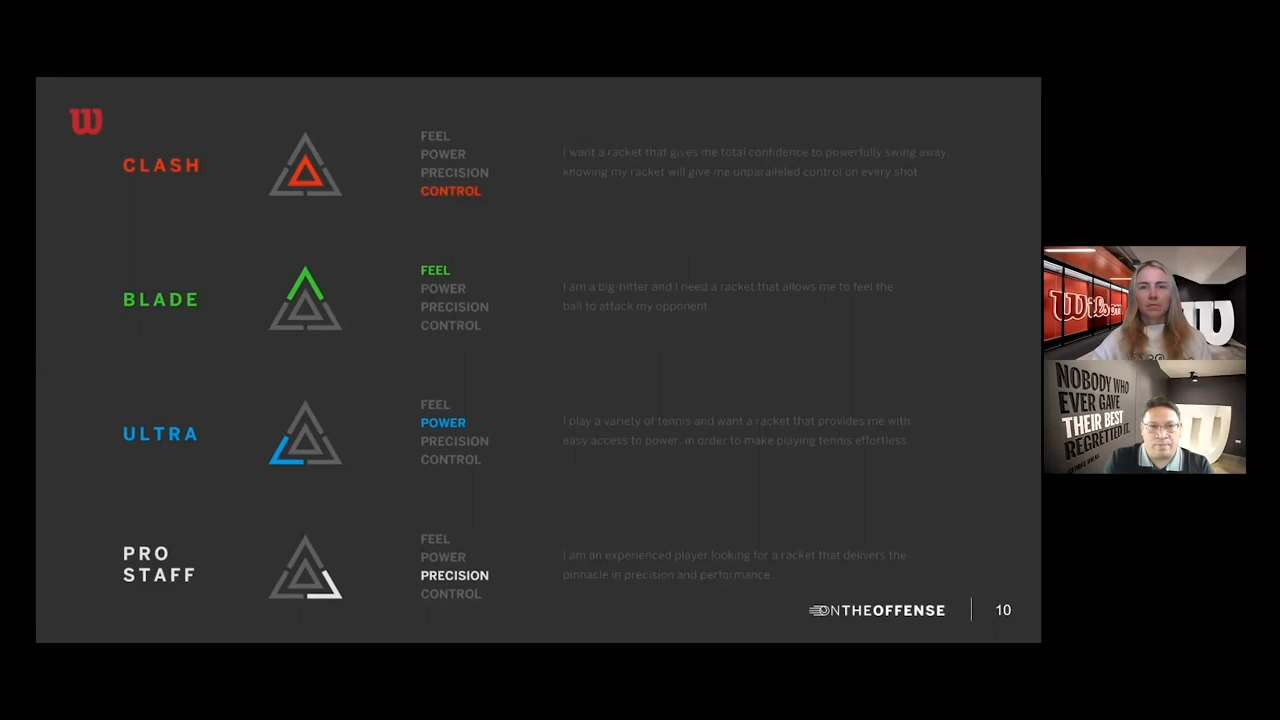 W
CLASH
FEEL
POWER
PRECISION
CONTROL
I want a racket that gives me total confidence to powerfully swing away,
knowing my racket will give me unparalleled control on every shot.
BLADE
FEEL
POWER
PRECISION
CONTROL
I am a big-hitter and I need a racket that allows me to feel the
ball to attack my opponent.
ULTRA
FEEL
POWER
PRECISION
CONTROL
I play a variety of tennis and want a racket that provides me with
easy access to power, in order to make playing tennis effortless.
PRO
STAFF
FEEL
POWER
PRECISION
CONTROL
I am an experienced player looking for a racket that delivers the
pinnacle in precision and performance.
ONTHEOFFENSE
10
Wilson
W
NOBODY WHO
EVER GAVE
THEIR BEST
REGRETTED IT.
W